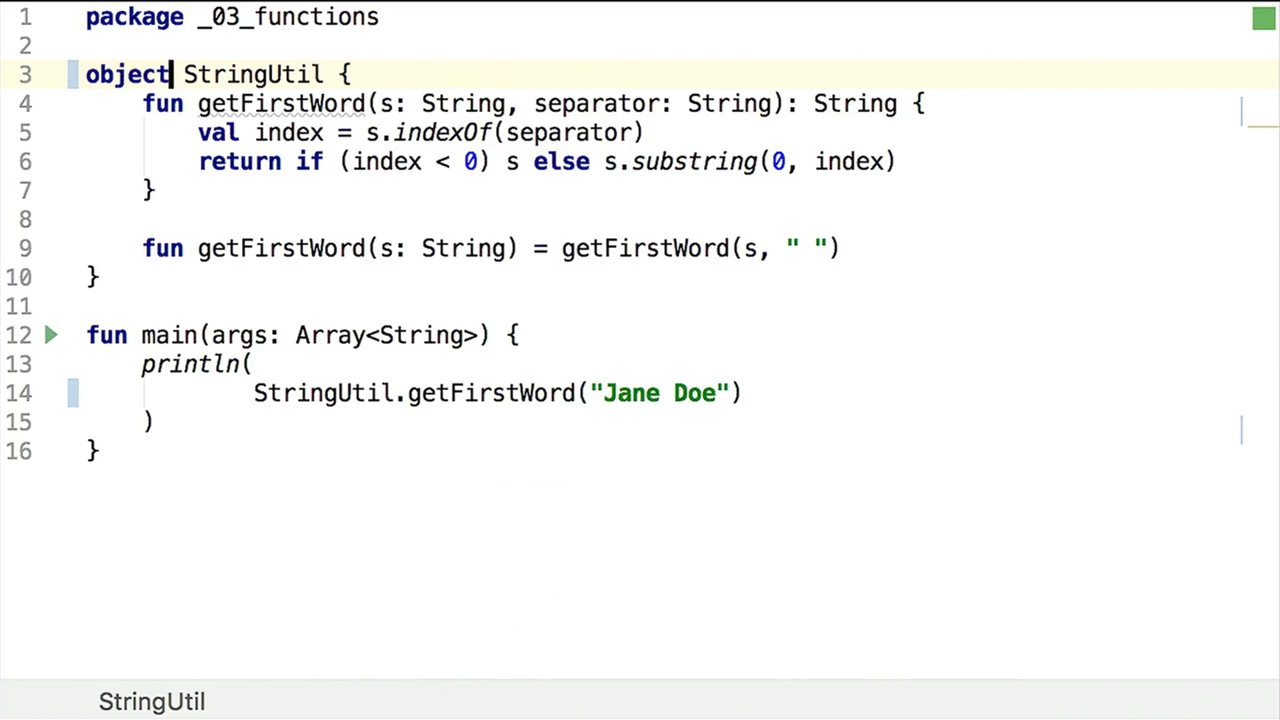 1 package _03_functions
2
3 object StringUtil {
4     fun getFirstWord(s: String, separator: String): String {
5         val index = s.indexOf(separator)
6         return if (index < 0) s else s.substring(0, index)
7     }
8
9     fun getFirstWord(s: String) = getFirstWord(s, " ")
10 }
11
12 fun main(args: Array<String>) {
13     println(
14             StringUtil.getFirstWord("Jane Doe")
15     )
16 }
StringUtil